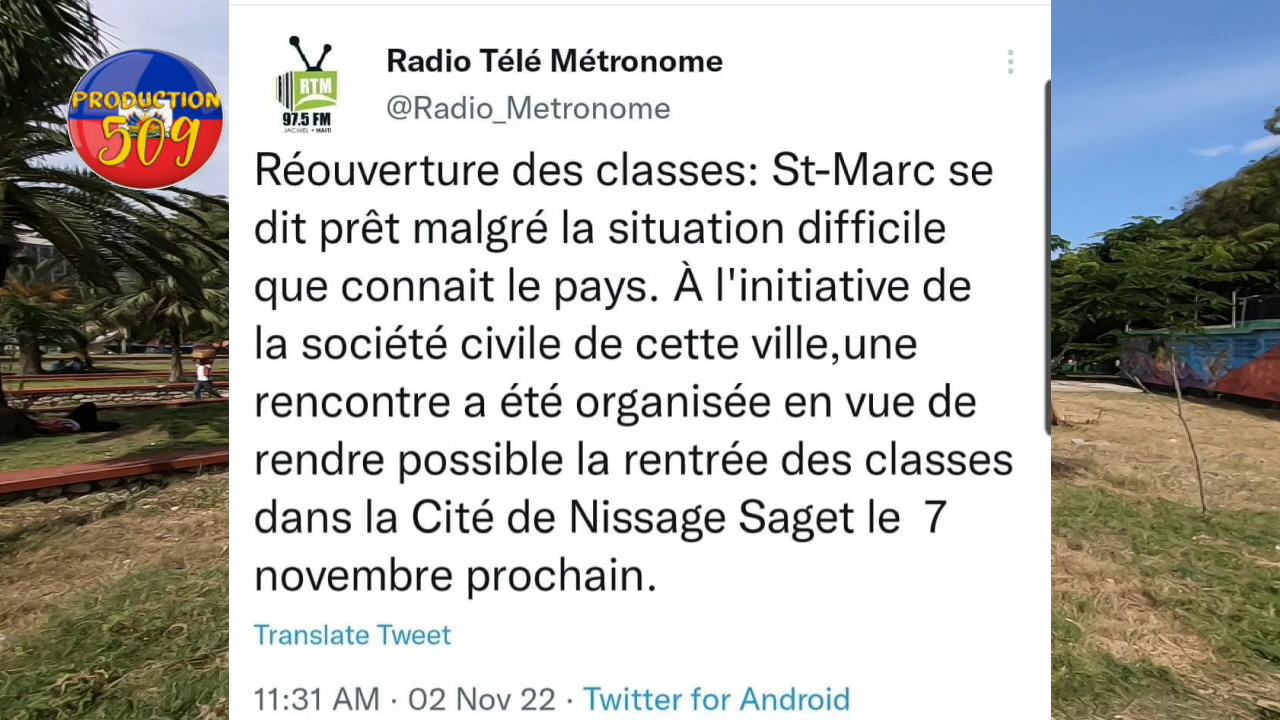 PRODUCTION
509
RTM
97.5 FM
JACMEL • HAITI
Radio Télé Métronome
@Radio_Metronome
Réouverture des classes: St-Marc se
dit prêt malgré la situation difficile
que connait le pays. À l'initiative de
la société civile de cette ville,une
rencontre a été organisée en vue de
rendre possible la rentrée des classes
dans la Cité de Nissage Saget le 7
novembre prochain.
Translate Tweet
11:31 AM · 02 Nov 22 · Twitter for Android